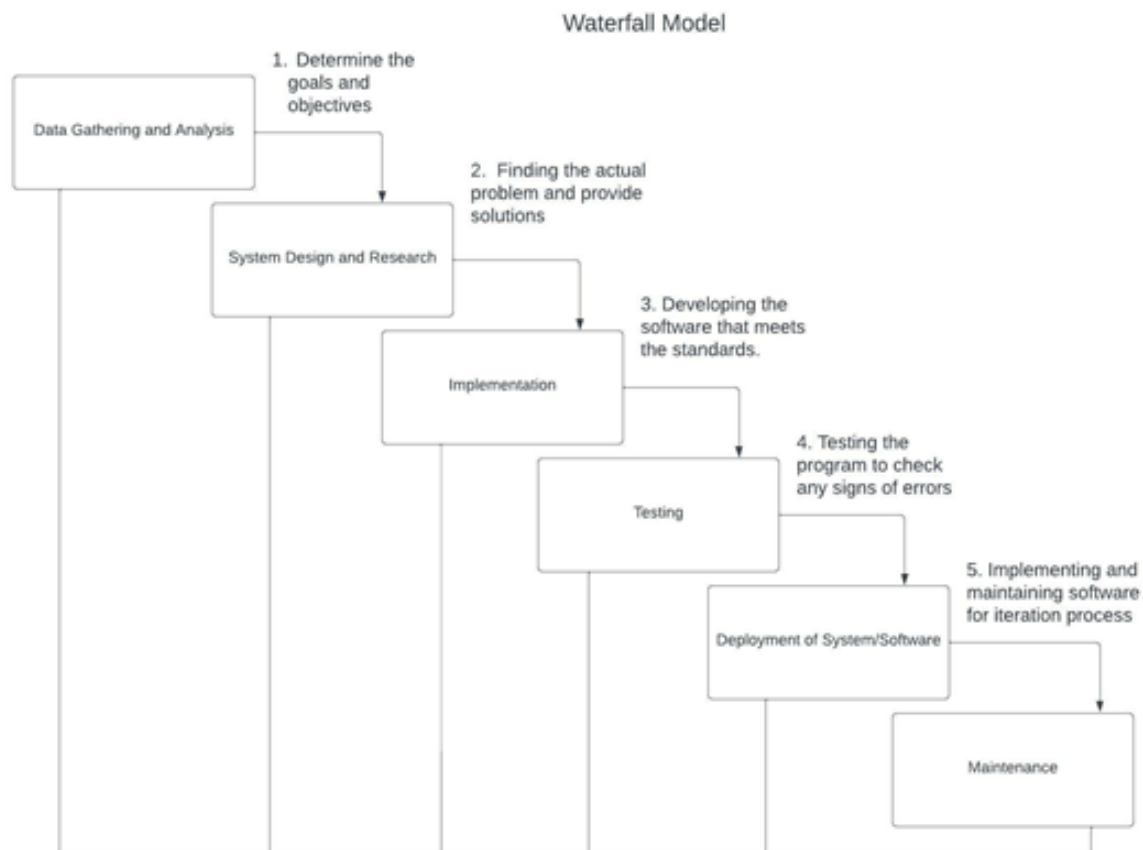 Waterfall Model
1. Determine the
goals and
objectives
Data Gathering and Analysis
2. Finding the actual
problem and provide
solutions
System Design and Research
3. Developing the
software that meets
the standards.
Implementation
4. Testing the
program to check
any signs of errors
Testing
5. Implementing and
maintaining software
for iteration process
Deployment of System/Software
Maintenance